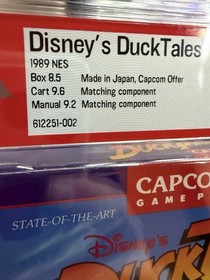 Disney's DuckTales
1989 NES
Box 8.5 Made in Japan, Capcom Offer
Cart 9.6 Matching component
Manual 9.2 Matching component
612251-002
CAPCO
GAME P
STATE-OF-THE-ART
Disney's
DUCKT